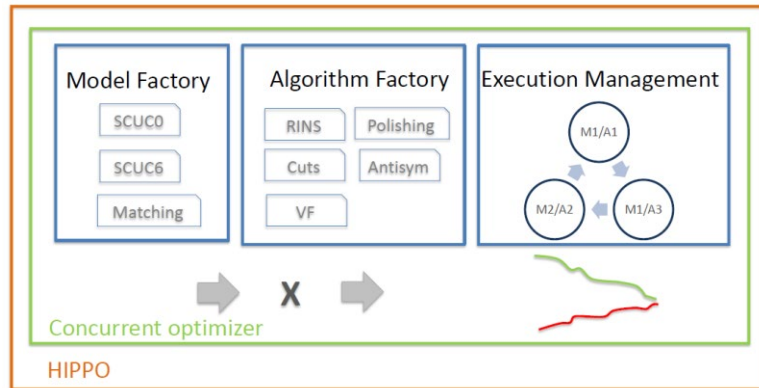 Model Factory
SCUC0
SCUC6
Matching
Algorithm Factory
RINS
Polishing
Cuts
Antisym
VF
Execution Management
M1/A1
M2/A2
M1/A3
X
Concurrent optimizer
HIPPO